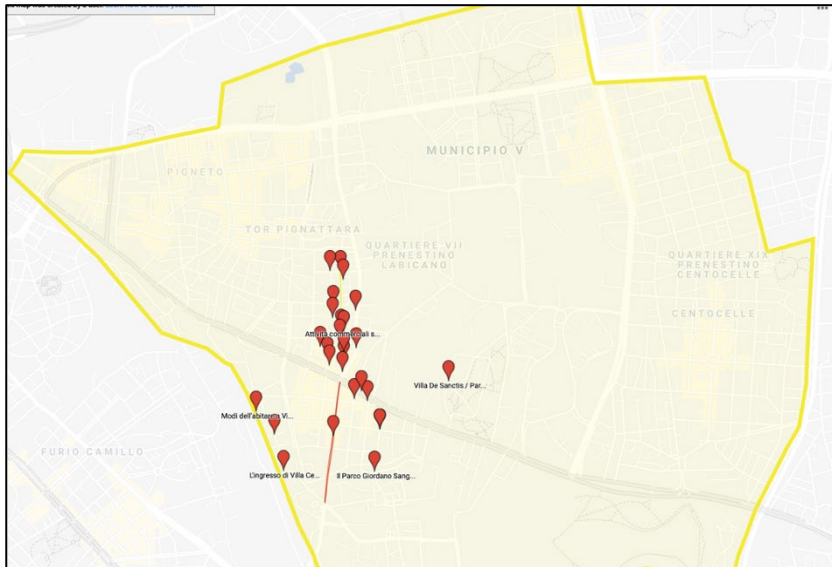 MUNICIPIO V
PIGNETO
TOR PIGNATTARA
QUARTIERE VII
PRENESTINO
LABICANO
QUARTIERE XIX
PRENESTINO
CENTOCELLE
CENTOCELLE
Attività commerciali s...
Villa De Sanctis / Par...
Modi dell'abitare a Vi...
FURIO CAMILLO
L'ingresso di Villa Ce...
Il Parco Giordano Sang...